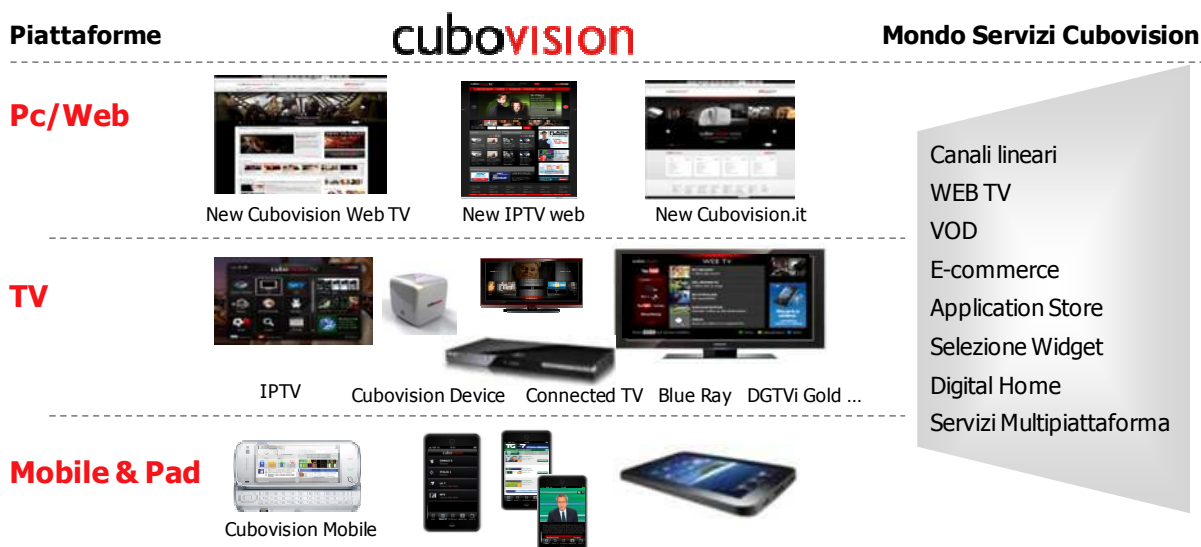 Piattaforme
cubovision
Mondo Servizi Cubovision
Pc/Web
New Cubovision Web TV
New IPTV web
New Cubovision.it
TV
WEB TV
IPTV
Cubovision Device
Connected TV
Blue Ray
DGTVi Gold ...
Mobile & Pad
Cubovision Mobile
Canali lineari
WEB TV
VOD
E-commerce
Application Store
Selezione Widget
Digital Home
Servizi Multipiattaforma